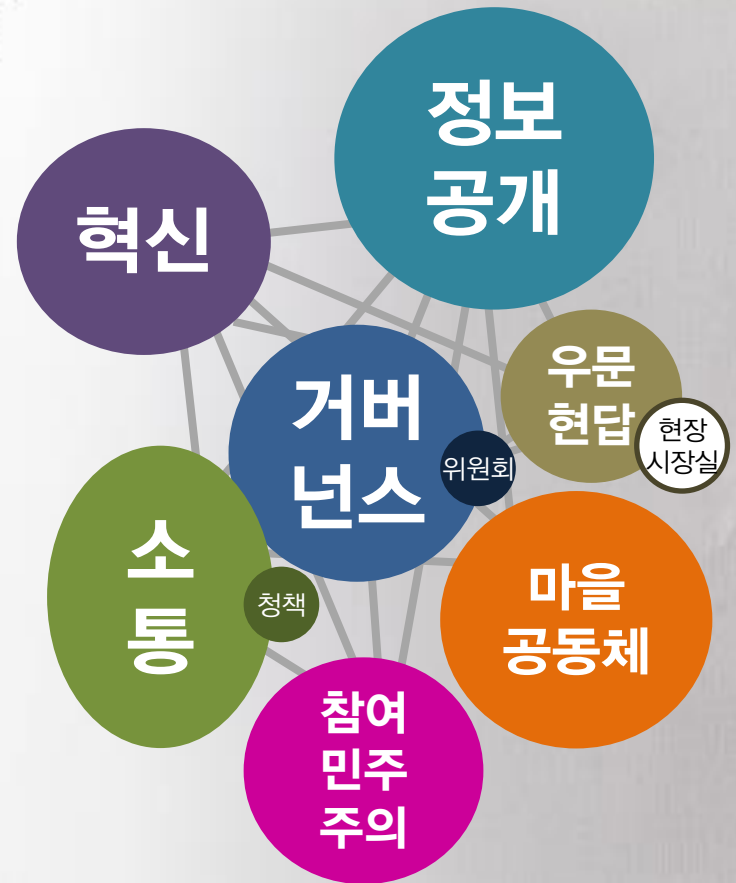 정보
공개
혁신
우문
현답
현장
시장실
거버
넌스
위원회
소
통
청책
마을
공동체
참여
민주
주의